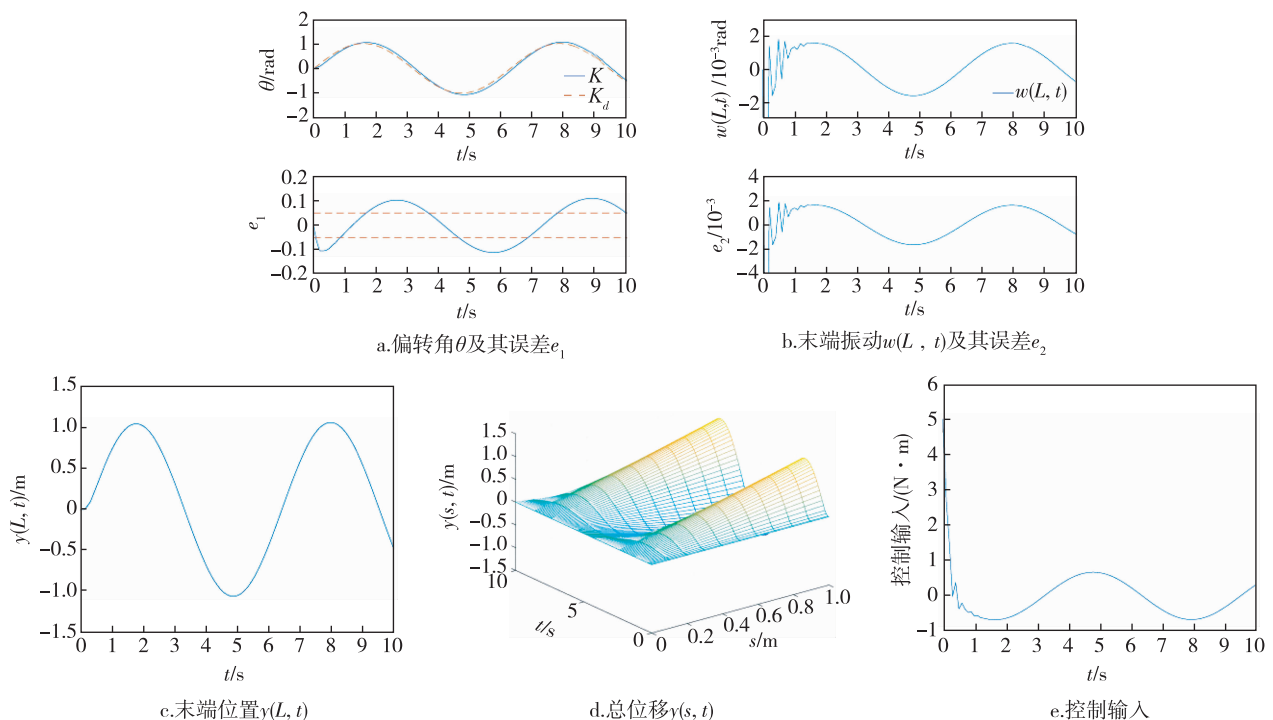 θ/rad
2
1
0
−1
−2
K
K_d
0 1 2 3 4 5 6 7 8 9 10
t/s
e₁
0.2
0.1
0
−0.1
−0.2
0 1 2 3 4 5 6 7 8 9 10
t/s
a.偏转角θ及其误差e₁
w(L,t) /10⁻³rad
2
0
−2
w(L, t)
0 1 2 3 4 5 6 7 8 9 10
t/s
e₂/10⁻³
4
2
0
−2
−4
0 1 2 3 4 5 6 7 8 9 10
t/s
b.末端振动w(L , t)及其误差e₂
y(L, t)/m
1.5
1.0
0.5
0
−0.5
−1.0
−1.5
0 1 2 3 4 5 6 7 8 9 10
t/s
c.末端位置y(L, t)
y(s, t)/m
1.5
1.0
0.5
0
−0.5
−1.0
−1.5
10
5
0
t/s
0 0.2 0.4 0.6 0.8 1.0
s/m
d.总位移y(s, t)
控制输入/(N·m)
6
5
4
3
2
1
0
−1
0 1 2 3 4 5 6 7 8 9 10
t/s
e.控制输入